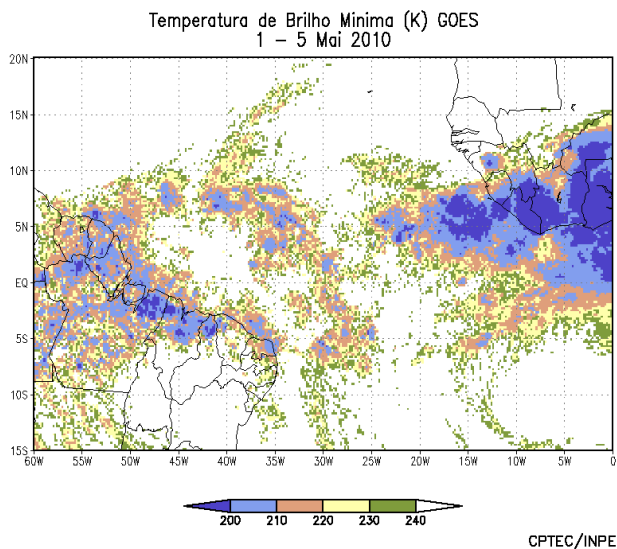 Temperatura de Brilho Minima (K) GOES
1 – 5 Mai 2010
20N
15N
10N
5N
EQ
5S
10S
15S
60W 55W 50W 45W 40W 35W 30W 25W 20W 15W 10W 5W 0
200 210 220 230 240
CPTEC/INPE